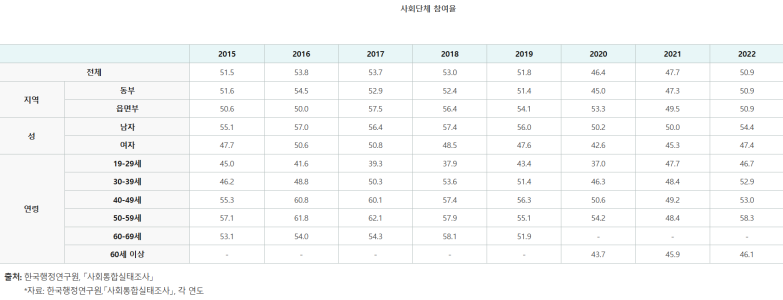 사회단체 참여율
2015 2016 2017 2018 2019 2020 2021 2022
전체 51.5 53.8 53.7 53.0 51.8 46.4 47.7 50.9
지역 동부 51.6 54.5 52.9 52.4 51.4 45.0 47.3 50.9
읍면부 50.6 50.0 57.5 56.4 54.1 53.3 49.5 50.9
성 남자 55.1 57.0 56.4 57.4 56.0 50.2 50.0 54.4
여자 47.7 50.6 50.8 48.5 47.6 42.6 45.3 47.4
연령 19-29세 45.0 41.6 39.3 37.9 43.4 37.0 47.7 46.7
30-39세 46.2 48.8 50.3 53.6 51.4 46.3 48.4 52.9
40-49세 55.3 60.8 60.1 57.4 56.3 50.6 49.2 53.0
50-59세 57.1 61.8 62.1 57.9 55.1 54.2 48.4 58.3
60-69세 53.1 54.0 54.3 58.1 51.9 - - -
60세 이상 - - - - - 43.7 45.9 46.1
출처: 한국행정연구원, 「사회통합실태조사」
*자료: 한국행정연구원,「사회통합실태조사」, 각 연도